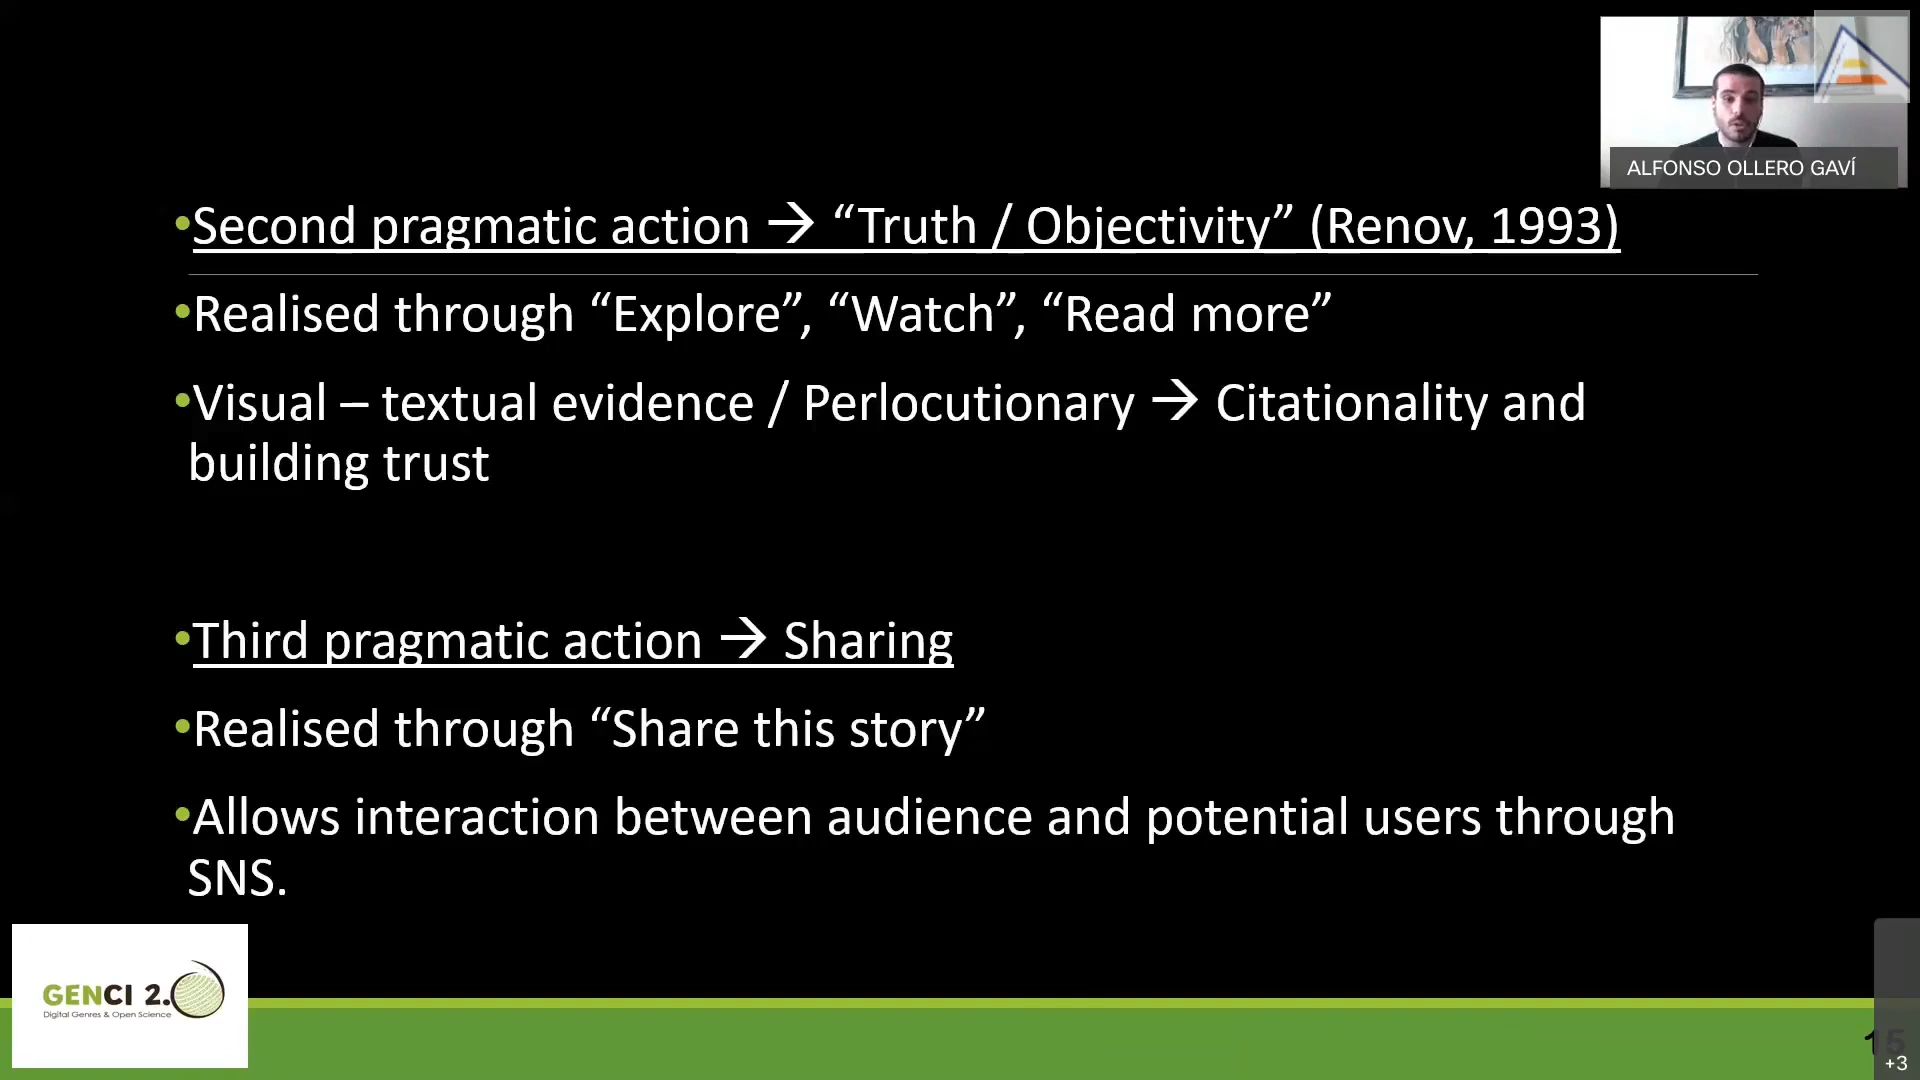 ALFONSO OLLERO GAVÍ
•Second pragmatic action → “Truth / Objectivity” (Renov, 1993)
•Realised through “Explore”, “Watch”, “Read more”
•Visual – textual evidence / Perlocutionary → Citationality and
building trust
•Third pragmatic action → Sharing
•Realised through “Share this story”
•Allows interaction between audience and potential users through
SNS.
GENCI 2.0
Digital Genres & Open Science
15
+3